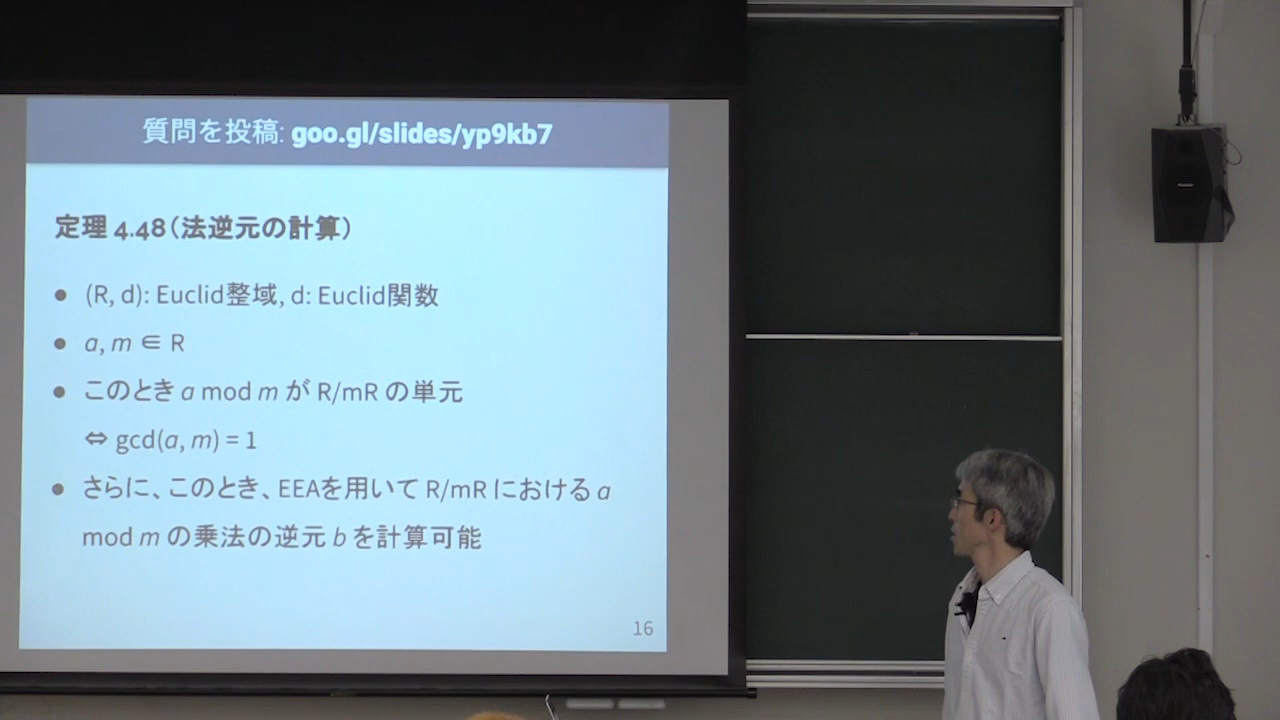 質問を投稿: goo.gl/slides/yp9kb7
定理 4.48（法逆元の計算）
● (R, d): Euclid整域, d: Euclid関数
● a, m ∈ R
● このとき a mod m が R/mR の単元
⇔ gcd(a, m) = 1
● さらに、このとき、EEAを用いて R/mR における a
mod m の乗法の逆元 b を計算可能
16